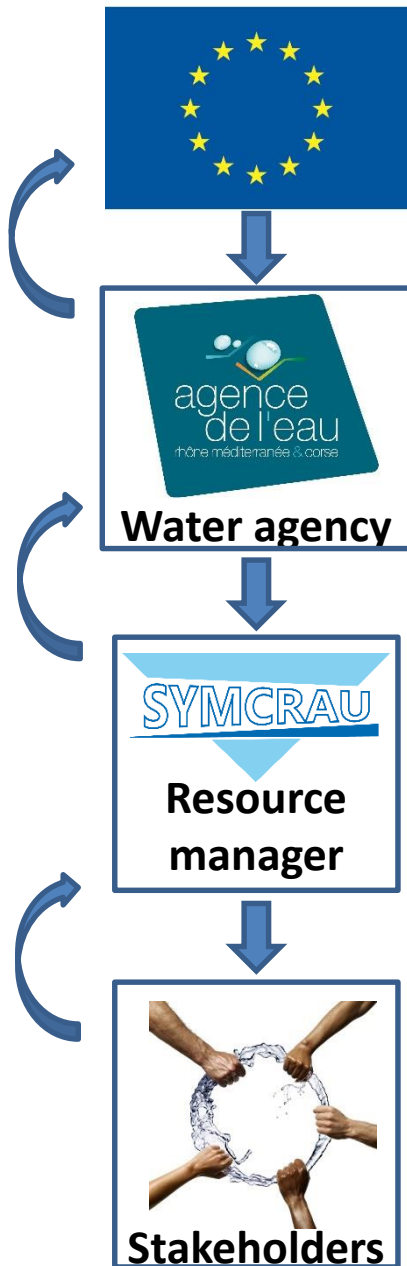 agence
de l'eau
rhône méditerranée & corse
Water agency
SYMCRAU
Resource
manager
Stakeholders